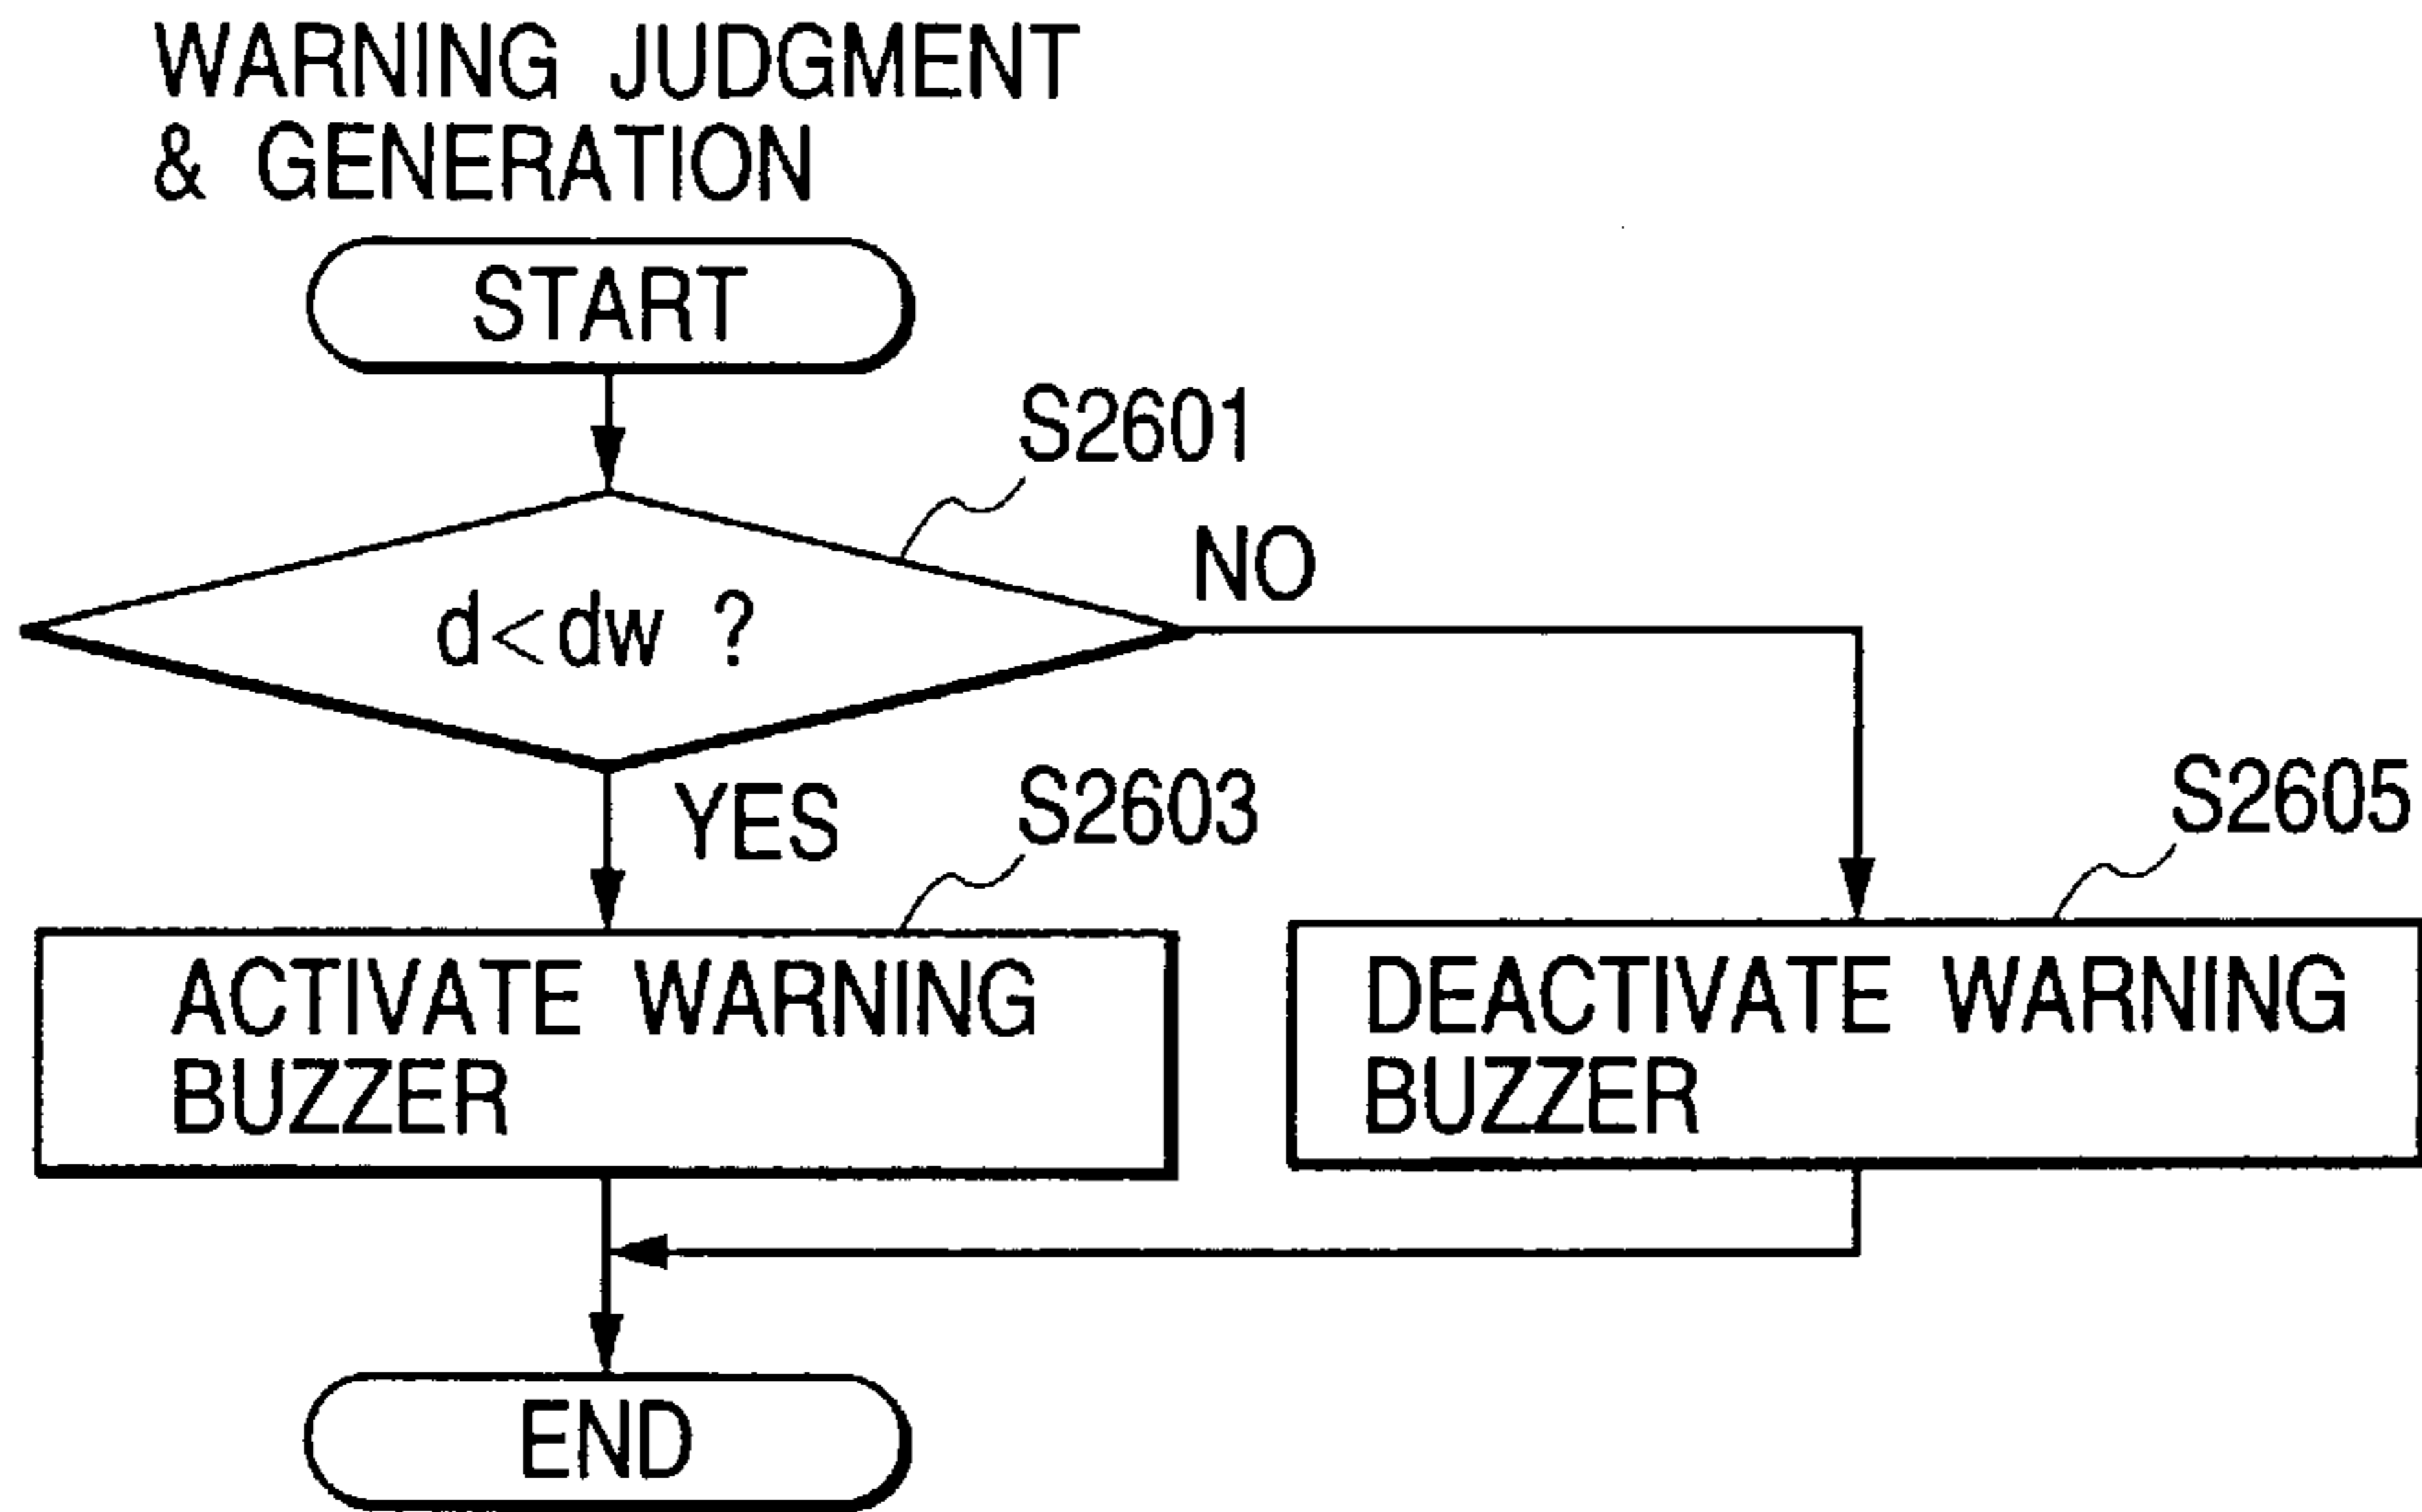 WARNING JUDGMENT
& GENERATION
START
S2601
NO
d<dw ?
YES
S2603
S2605
ACTIVATE WARNING
BUZZER
DEACTIVATE WARNING
BUZZER
END